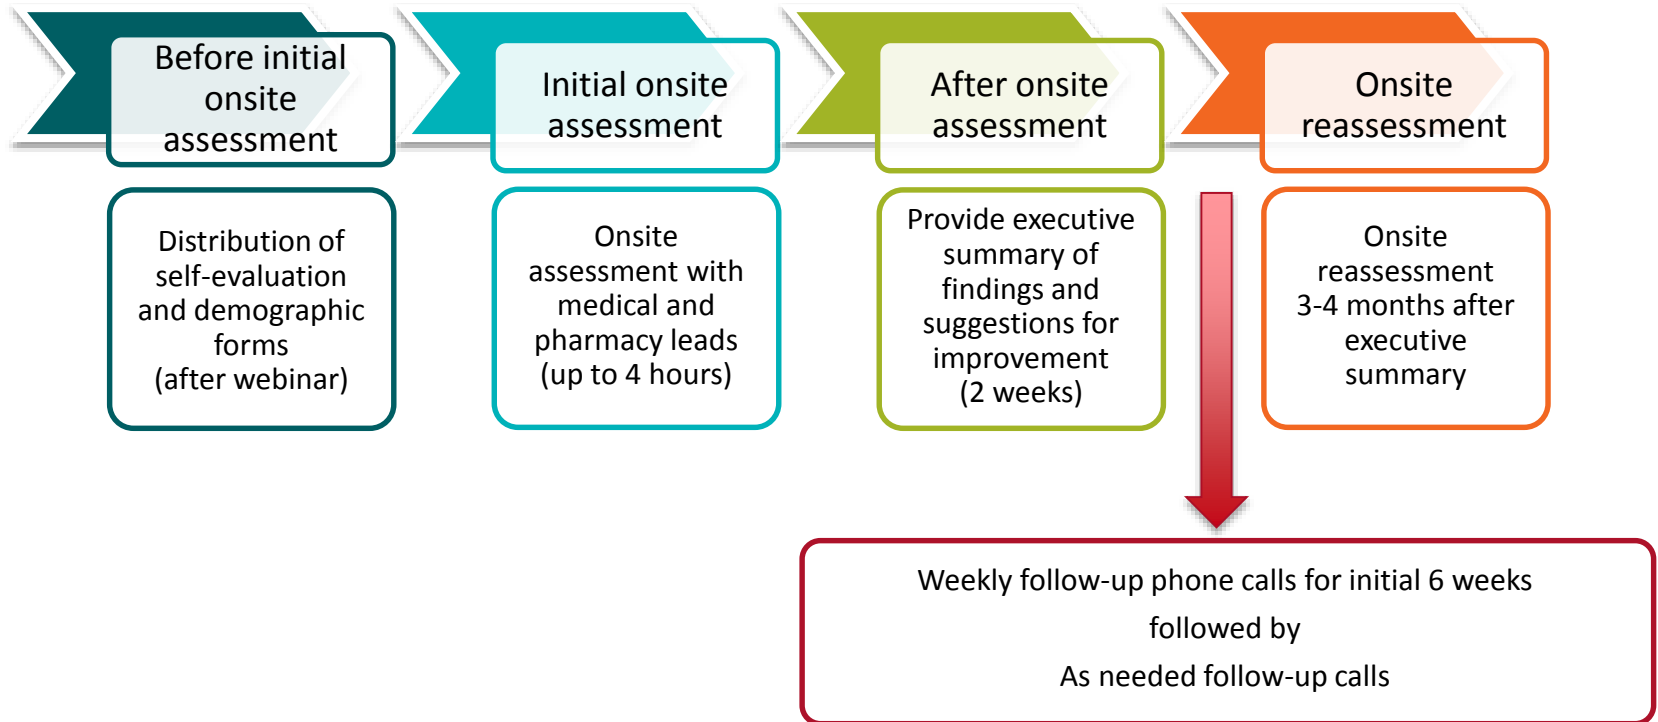 Before initial
onsite
assessment
Distribution of
self-evaluation
and demographic
forms
(after webinar)
Initial onsite
assessment
Onsite
assessment with
medical and
pharmacy leads
(up to 4 hours)
After onsite
assessment
Provide executive
summary of
findings and
suggestions for
improvement
(2 weeks)
Onsite
reassessment
Onsite
reassessment
3-4 months after
executive
summary
Weekly follow-up phone calls for initial 6 weeks
followed by
As needed follow-up calls